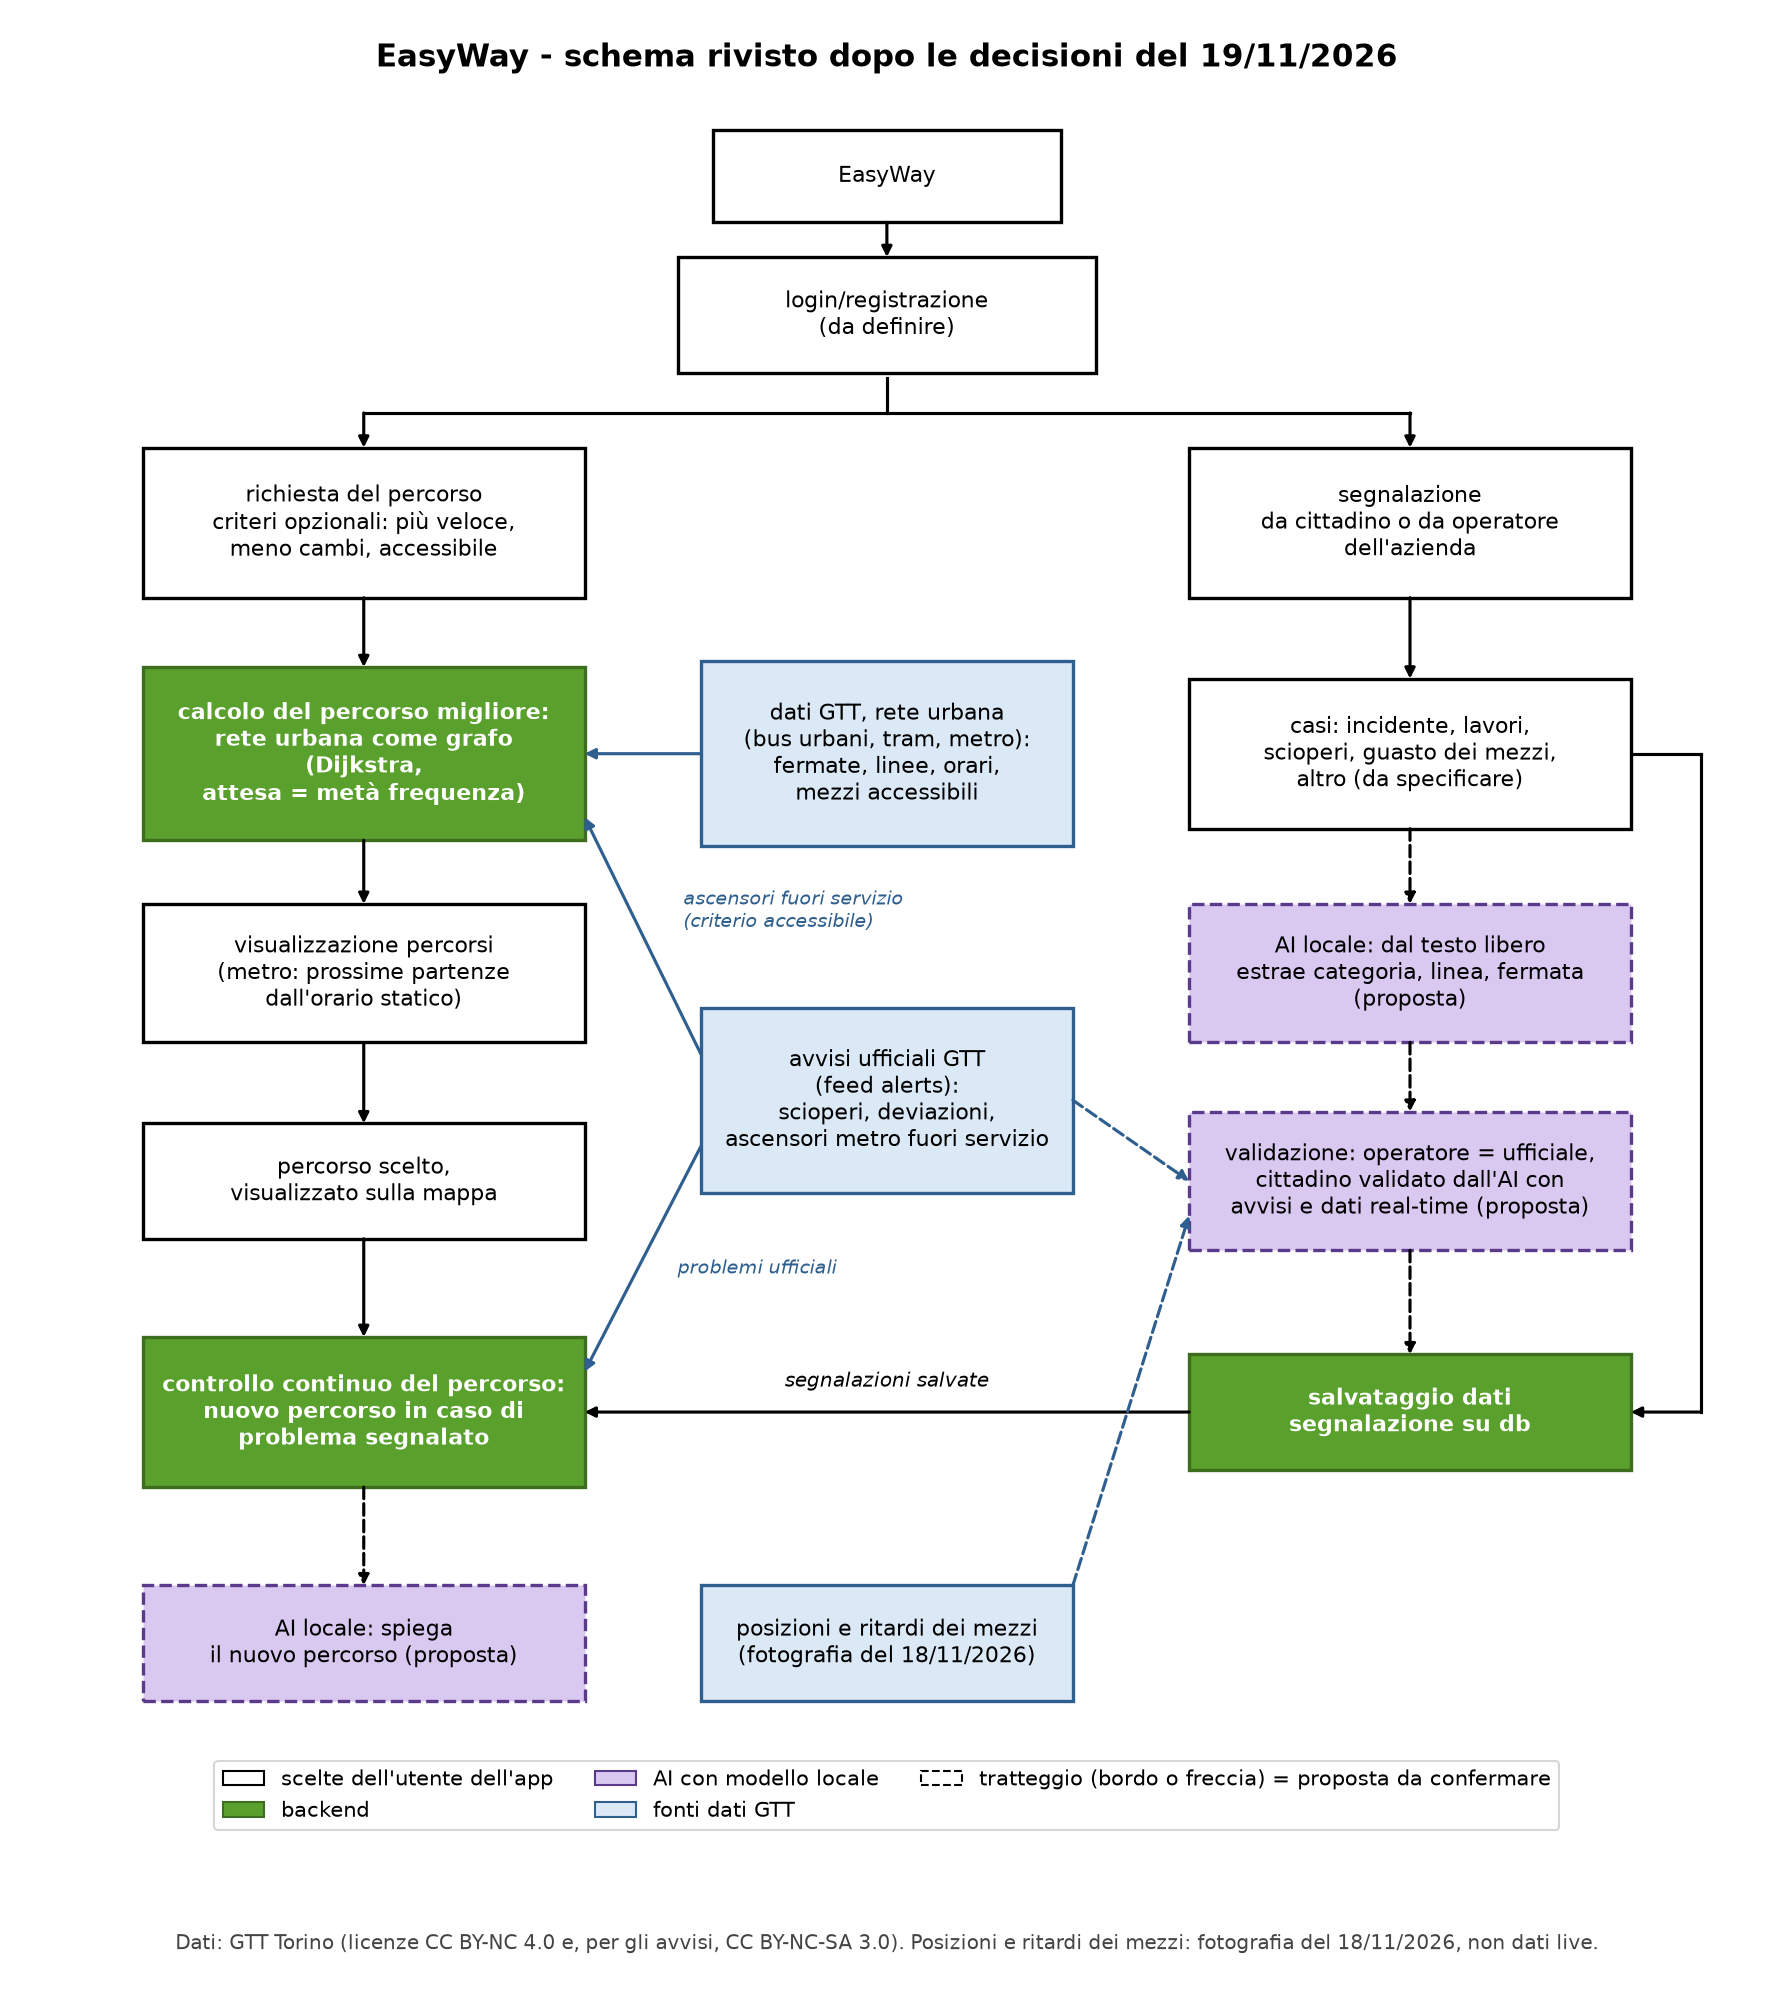 EasyWay - schema rivisto dopo le decisioni del 19/11/2026
EasyWay
login/registrazione
(da definire)
richiesta del percorso
criteri opzionali: più veloce,
meno cambi, accessibile
segnalazione
da cittadino o da operatore
dell'azienda
calcolo del percorso migliore:
rete urbana come grafo
(Dijkstra,
attesa = metà frequenza)
dati GTT, rete urbana
(bus urbani, tram, metro):
fermate, linee, orari,
mezzi accessibili
casi: incidente, lavori,
scioperi, guasto dei mezzi,
altro (da specificare)
ascensori fuori servizio
(criterio accessibile)
visualizzazione percorsi
(metro: prossime partenze
dall'orario statico)
AI locale: dal testo libero
estrae categoria, linea, fermata
(proposta)
avvisi ufficiali GTT
(feed alerts):
scioperi, deviazioni,
ascensori metro fuori servizio
percorso scelto,
visualizzato sulla mappa
validazione: operatore = ufficiale,
cittadino validato dall'AI con
avvisi e dati real-time (proposta)
problemi ufficiali
controllo continuo del percorso:
nuovo percorso in caso di
problema segnalato
segnalazioni salvate
salvataggio dati
segnalazione su db
AI locale: spiega
il nuovo percorso (proposta)
posizioni e ritardi dei mezzi
(fotografia del 18/11/2026)
scelte dell'utente dell'app
backend
AI con modello locale
fonti dati GTT
tratteggio (bordo o freccia) = proposta da confermare
Dati: GTT Torino (licenze CC BY-NC 4.0 e, per gli avvisi, CC BY-NC-SA 3.0). Posizioni e ritardi dei mezzi: fotografia del 18/11/2026, non dati live.